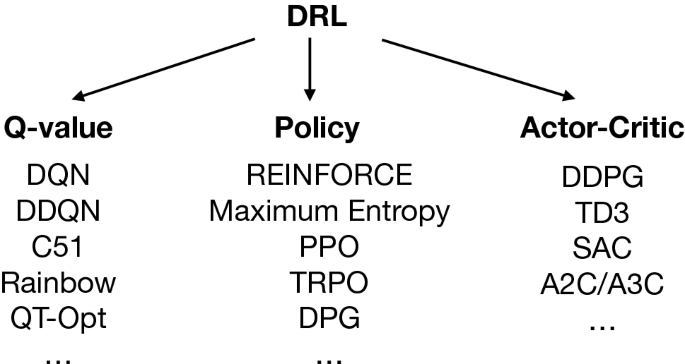 DRL
Q-value
DQN
DDQN
C51
Rainbow
QT-Opt
...
Policy
REINFORCE
Maximum Entropy
PPO
TRPO
DPG
...
Actor-Critic
DDPG
TD3
SAC
A2C/A3C
...